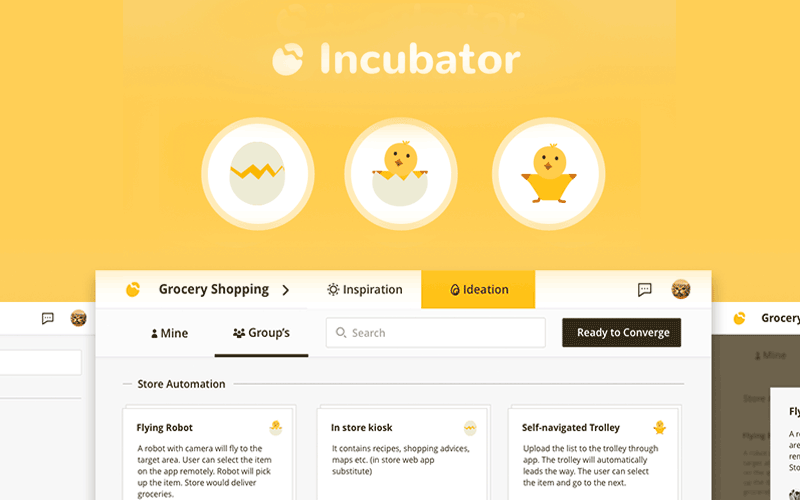 Incubator
Grocery Shopping
Inspiration
Ideation
Grocery
Mine
Group's
Search
Ready to Converge
Mine
Store Automation
Flying Robot
A robot with camera will fly to the
target area. User can select the item
on the app remotely. Robot will pick
up the item. Store would deliver
groceries.
In store kiosk
It contains recipes, shopping advices,
maps etc. (in store web app
substitute)
Self-navigated Trolley
Upload the list to the trolley through
app. The trolley will automatically
leads the way. The user can select
the item and go to the next.